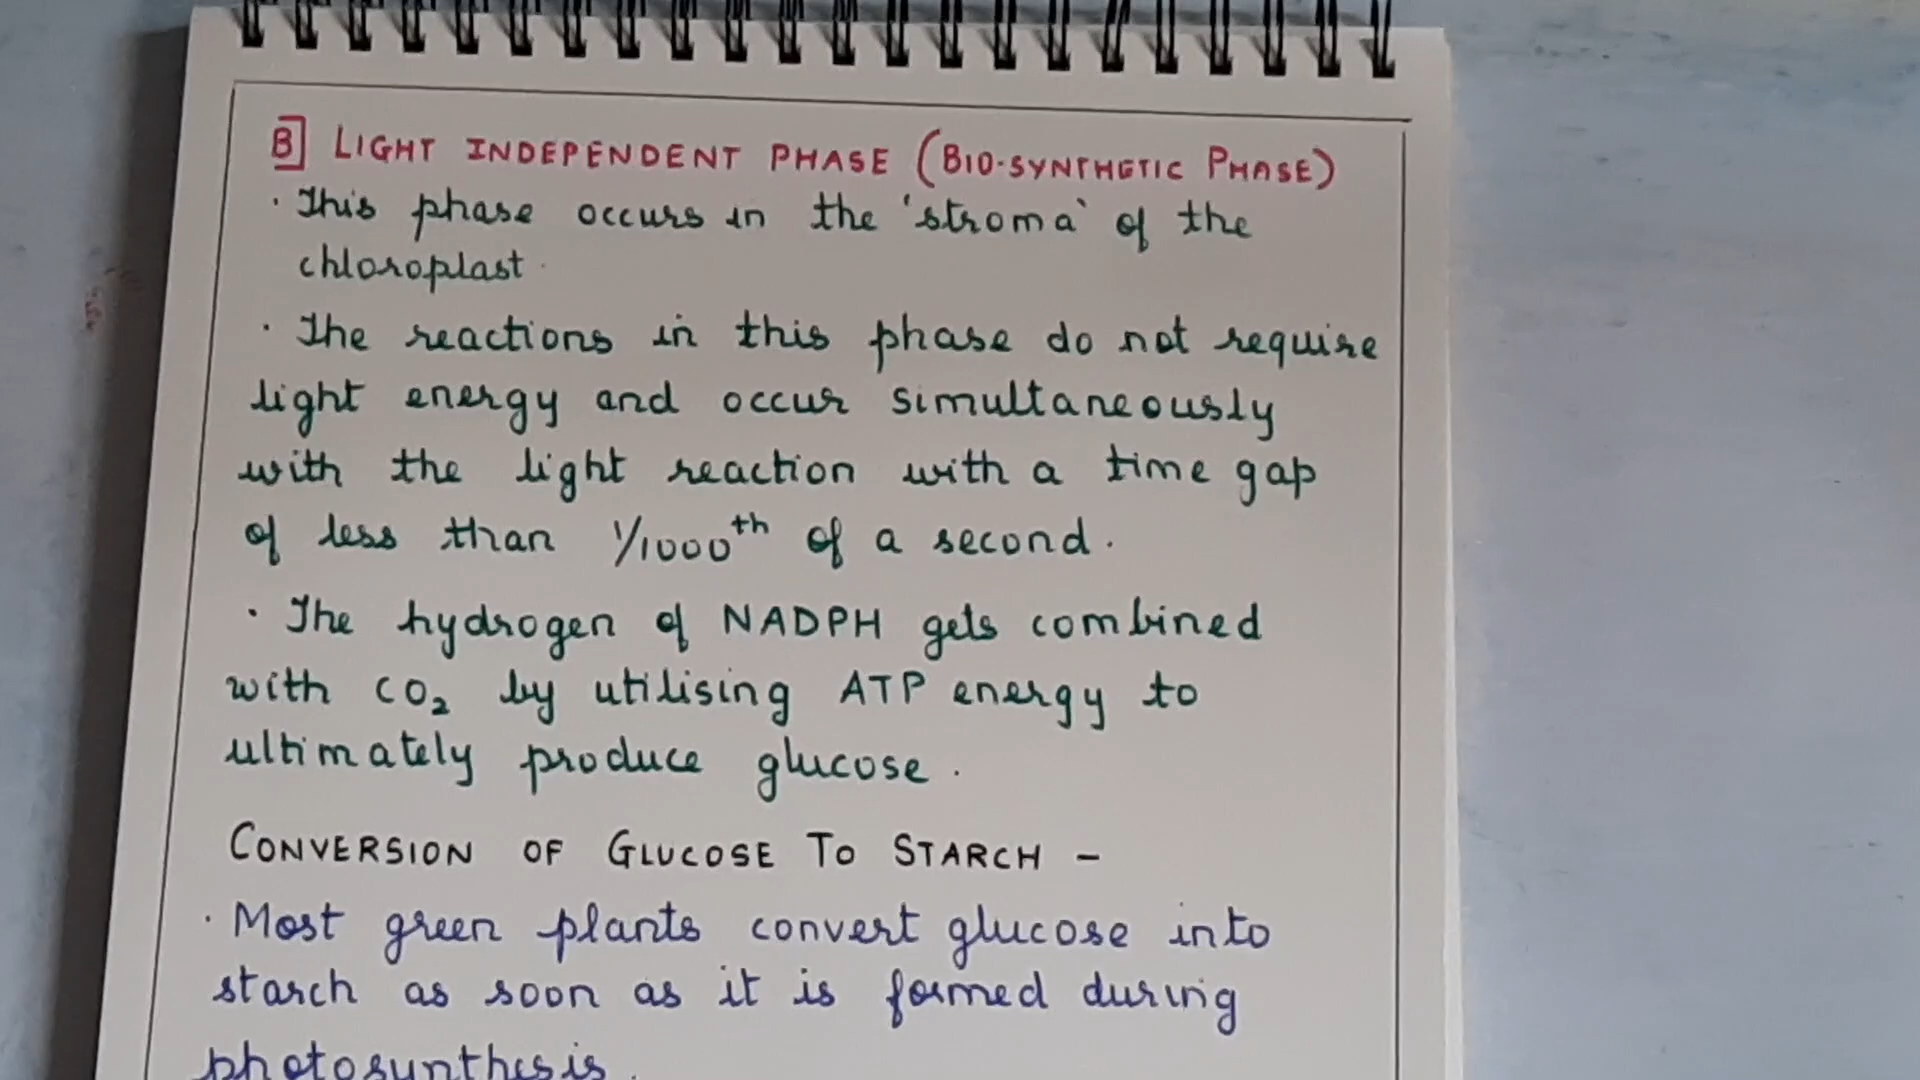 B] LIGHT INDEPENDENT PHASE (BIO-SYNTHETIC PHASE)
· This phase occurs in the 'stroma' of the
chloroplast.
· The reactions in this phase do not require
light energy and occur simultaneously
with the light reaction with a time gap
of less than 1/1000th of a second.
· The hydrogen of NADPH gets combined
with CO₂ by utilising ATP energy to
ultimately produce glucose.
CONVERSION OF GLUCOSE TO STARCH -
· Most green plants convert glucose into
starch as soon as it is formed during
photosynthesis.